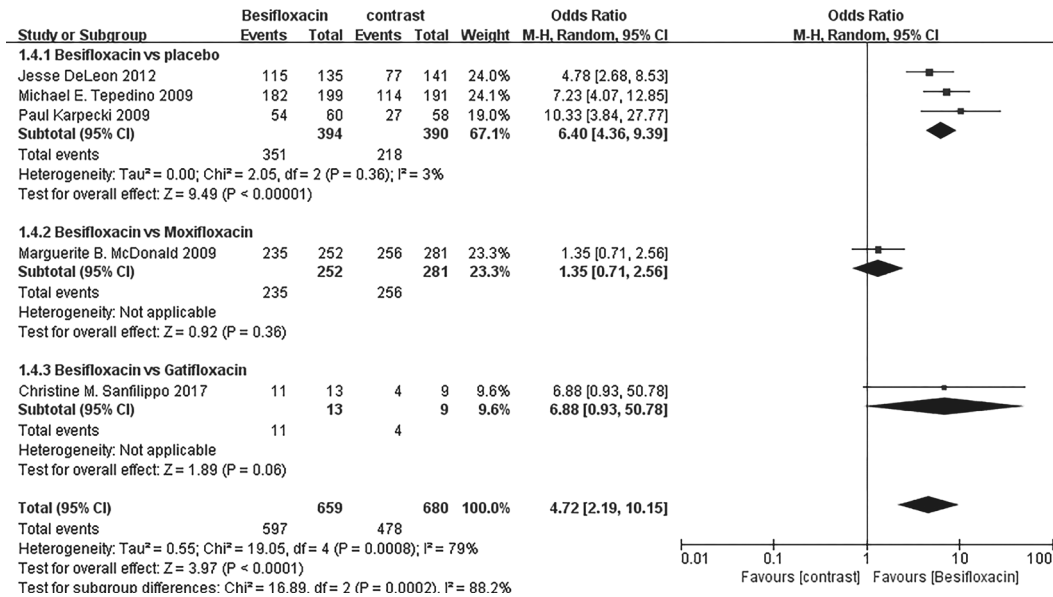 Besifloxacin contrast Odds Ratio Odds Ratio
Study or Subgroup Events Total Events Total Weight M-H, Random, 95% CI M-H, Random, 95% CI
1.4.1 Besifloxacin vs placebo
Jesse DeLeon 2012 115 135 77 141 24.0% 4.78 [2.68, 8.53]
Michael E. Tepedino 2009 182 199 114 191 24.1% 7.23 [4.07, 12.85]
Paul Karpecki 2009 54 60 27 58 19.0% 10.33 [3.84, 27.77]
Subtotal (95% CI) 394 390 67.1% 6.40 [4.36, 9.39]
Total events 351 218
Heterogeneity: Tau² = 0.00; Chi² = 2.05, df = 2 (P = 0.36); I² = 3%
Test for overall effect: Z = 9.49 (P < 0.00001)
1.4.2 Besifloxacin vs Moxifloxacin
Marguerite B. McDonald 2009 235 252 256 281 23.3% 1.35 [0.71, 2.56]
Subtotal (95% CI) 252 281 23.3% 1.35 [0.71, 2.56]
Total events 235 256
Heterogeneity: Not applicable
Test for overall effect: Z = 0.92 (P = 0.36)
1.4.3 Besifloxacin vs Gatifloxacin
Christine M. Sanfilippo 2017 11 13 4 9 9.6% 6.88 [0.93, 50.78]
Subtotal (95% CI) 13 9 9.6% 6.88 [0.93, 50.78]
Total events 11 4
Heterogeneity: Not applicable
Test for overall effect: Z = 1.89 (P = 0.06)
Total (95% CI) 659 680 100.0% 4.72 [2.19, 10.15]
Total events 597 478
Heterogeneity: Tau² = 0.55; Chi² = 19.05, df = 4 (P = 0.0008); I² = 79%
Test for overall effect: Z = 3.97 (P < 0.0001)
Test for subgroup differences: Chi² = 16.89, df = 2 (P = 0.0002), I² = 88.2%
0.01 0.1 1 10 100
Favours [contrast] Favours [Besifloxacin]